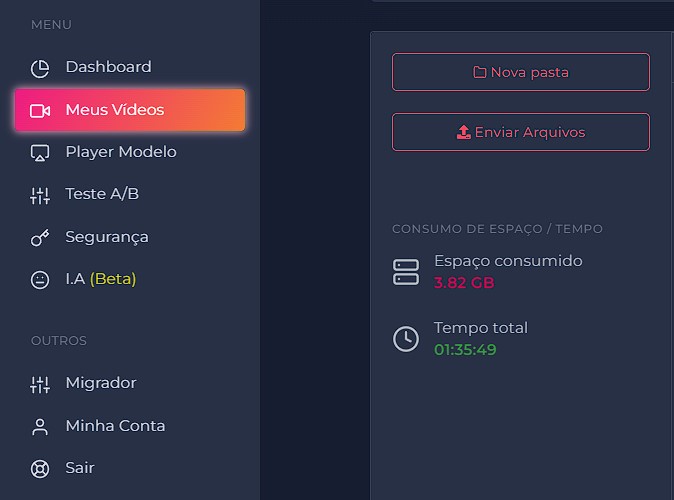 MENU
Dashboard
Meus Vídeos
Player Modelo
Teste A/B
Segurança
I.A (Beta)
OUTROS
Migrador
Minha Conta
Sair
Nova pasta
Enviar Arquivos
CONSUMO DE ESPAÇO / TEMPO
Espaço consumido
3.82 GB
Tempo total
01:35:49